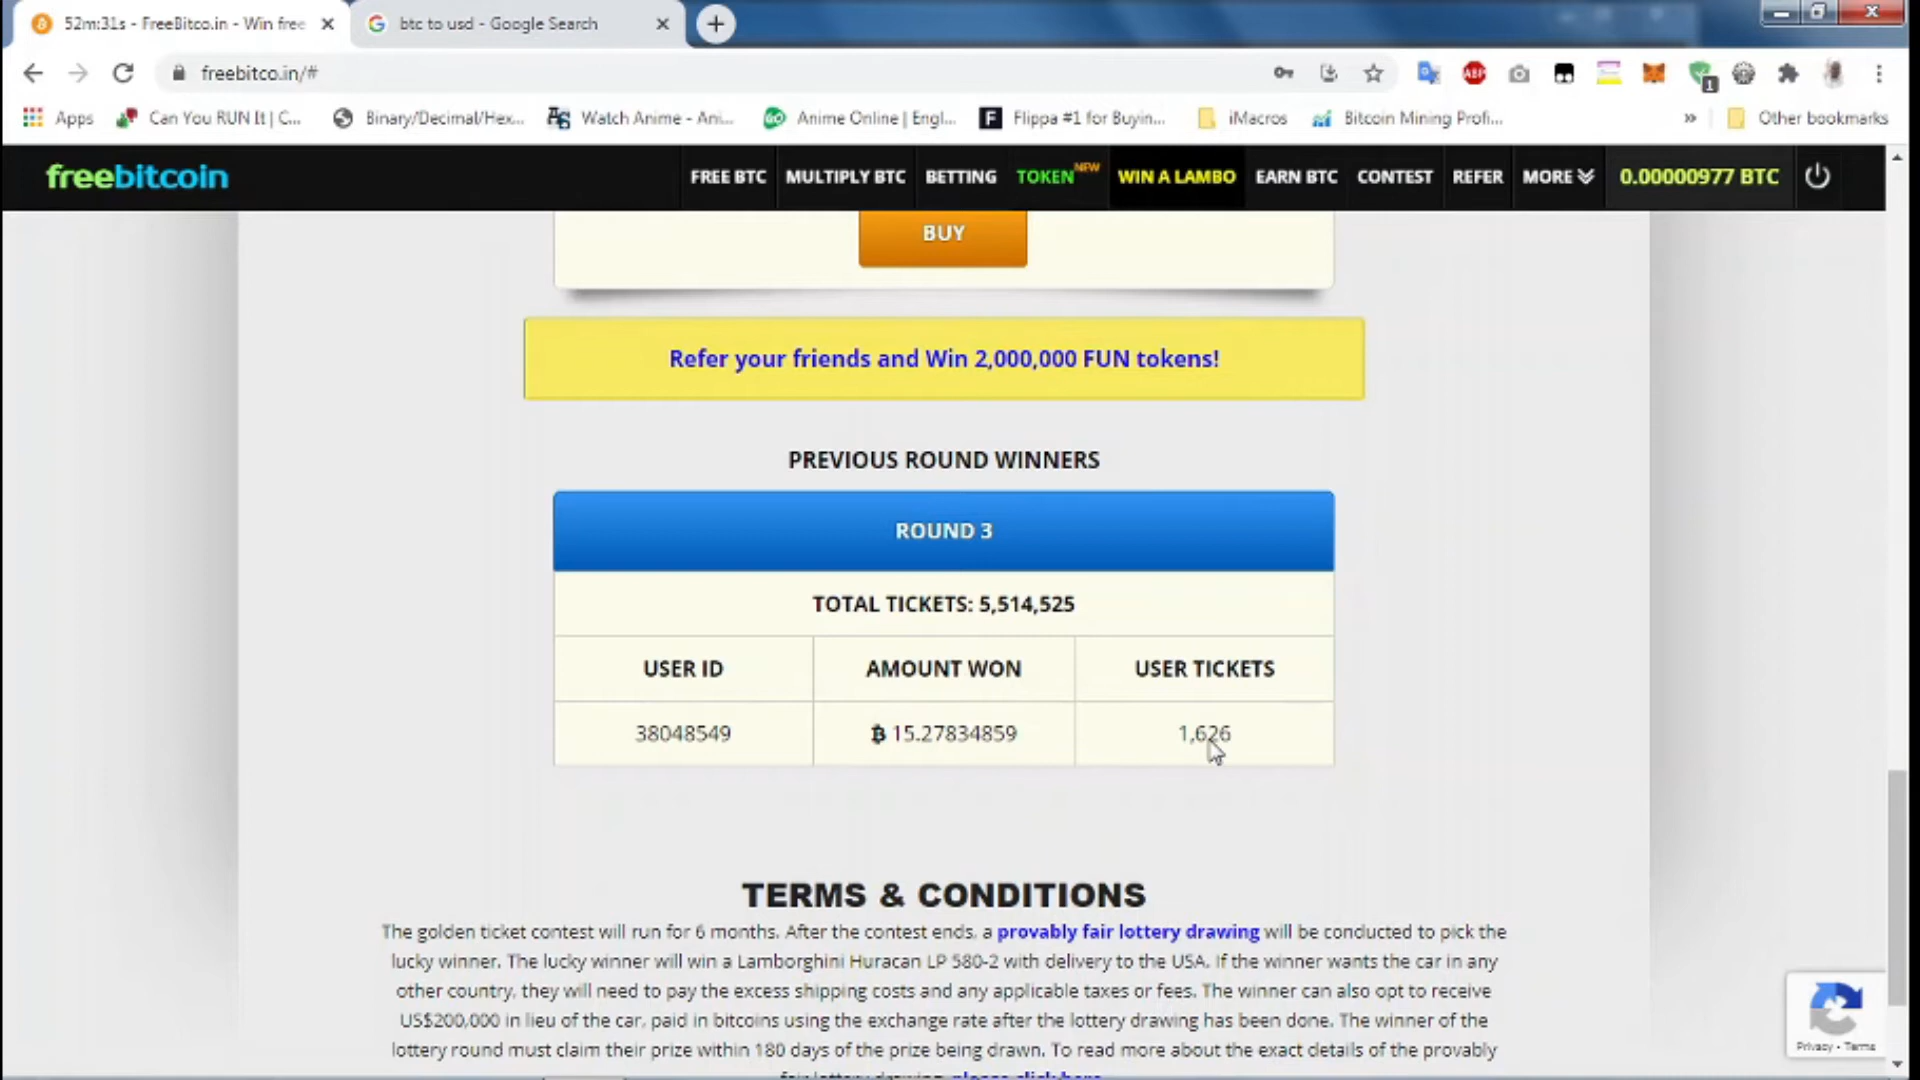 52m:31s - FreeBitco.in - Win free
btc to usd - Google Search
freebitco.in/#
ABP
1
Apps
Can You RUN It | C...
Binary/Decimal/Hex...
Watch Anime - Ani...
Anime Online | Engl...
Flippa #1 for Buyin...
iMacros
Bitcoin Mining Profi...
»
Other bookmarks
freebitcoin
FREE BTC
MULTIPLY BTC
BETTING
TOKEN NEW
WIN A LAMBO
EARN BTC
CONTEST
REFER
MORE
0.00000977 BTC
BUY
Refer your friends and Win 2,000,000 FUN tokens!
PREVIOUS ROUND WINNERS
ROUND 3
TOTAL TICKETS: 5,514,525
USER ID
AMOUNT WON
USER TICKETS
38048549
₿ 15.27834859
1,626
TERMS & CONDITIONS
The golden ticket contest will run for 6 months. After the contest ends, a provably fair lottery drawing will be conducted to pick the
lucky winner. The lucky winner will win a Lamborghini Huracan LP 580-2 with delivery to the USA. If the winner wants the car in any
other country, they will need to pay the excess shipping costs and any applicable taxes or fees. The winner can also opt to receive
US$200,000 in lieu of the car, paid in bitcoins using the exchange rate after the lottery drawing has been done. The winner of the
lottery round must claim their prize within 180 days of the prize being drawn. To read more about the exact details of the provably
fair lottery drawing, please click here
Privacy - Terms